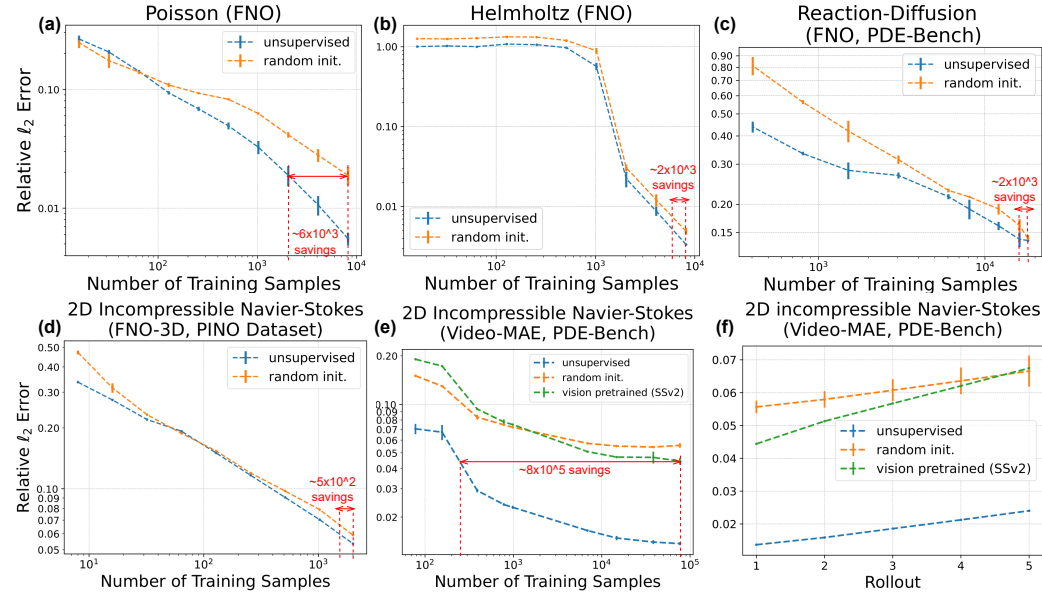 (a)
Poisson (FNO)
unsupervised
random init.
0.10
0.01
Relative ℓ2 Error
~6x10^3
savings
10^2
10^3
10^4
Number of Training Samples
(b)
Helmholtz (FNO)
1.00
0.10
0.01
~2x10^3
savings
unsupervised
random init.
10^2
10^3
10^4
Number of Training Samples
(c)
Reaction-Diffusion
(FNO, PDE-Bench)
unsupervised
random init.
0.90
0.80
0.70
0.60
0.50
0.40
0.30
0.20
0.15
~2x10^3
savings
10^3
10^4
Number of Training Samples
(d)
2D Incompressible Navier-Stokes
(FNO-3D, PINO Dataset)
unsupervised
random init.
0.50
0.40
0.30
0.20
0.10
0.09
0.08
0.07
0.06
0.05
Relative ℓ2 Error
~5x10^2
savings
10^1
10^2
10^3
Number of Training Samples
(e)
2D Incompressible Navier-Stokes
(Video-MAE, PDE-Bench)
unsupervised
random init.
vision pretrained (SSv2)
0.20
0.10
0.09
0.08
0.07
0.06
0.05
0.04
0.03
0.02
~8x10^5 savings
10^2
10^3
10^4
10^5
Number of Training Samples
(f)
2D incompressible Navier-Stokes
(Video-MAE, PDE-Bench)
0.07
0.06
0.05
0.04
0.03
0.02
unsupervised
random init.
vision pretrained (SSv2)
1
2
3
4
5
Rollout